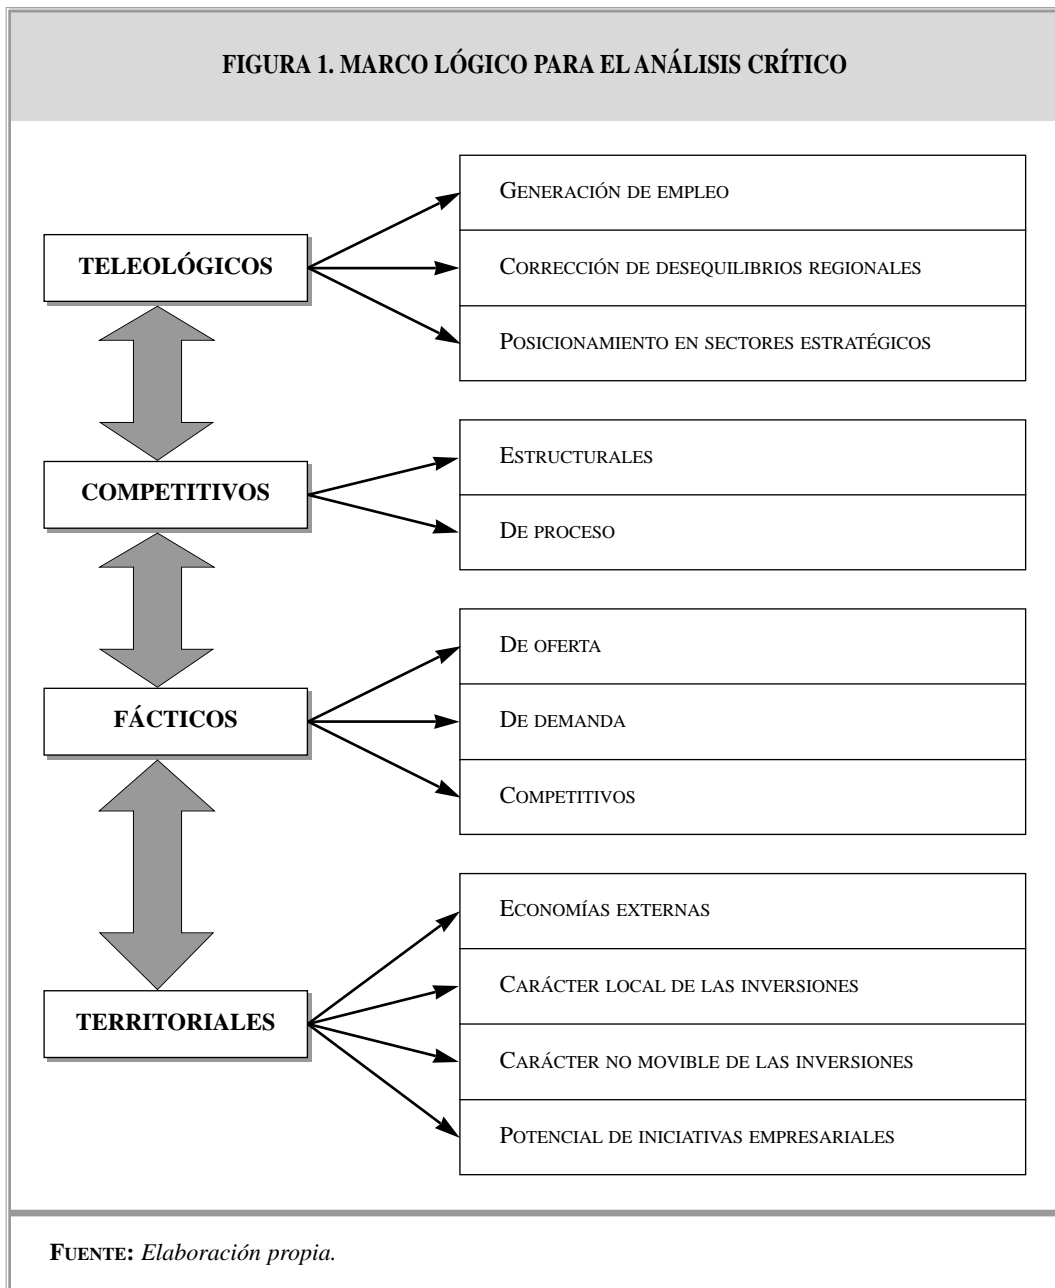 FIGURA 1. MARCO LÓGICO PARA EL ANÁLISIS CRÍTICO
TELEOLÓGICOS
GENERACIÓN DE EMPLEO
CORRECCIÓN DE DESEQUILIBRIOS REGIONALES
POSICIONAMIENTO EN SECTORES ESTRATÉGICOS
COMPETITIVOS
ESTRUCTURALES
DE PROCESO
FÁCTICOS
DE OFERTA
DE DEMANDA
COMPETITIVOS
TERRITORIALES
ECONOMÍAS EXTERNAS
CARÁCTER LOCAL DE LAS INVERSIONES
CARÁCTER NO MOVIBLE DE LAS INVERSIONES
POTENCIAL DE INICIATIVAS EMPRESARIALES
FUENTE: Elaboración propia.